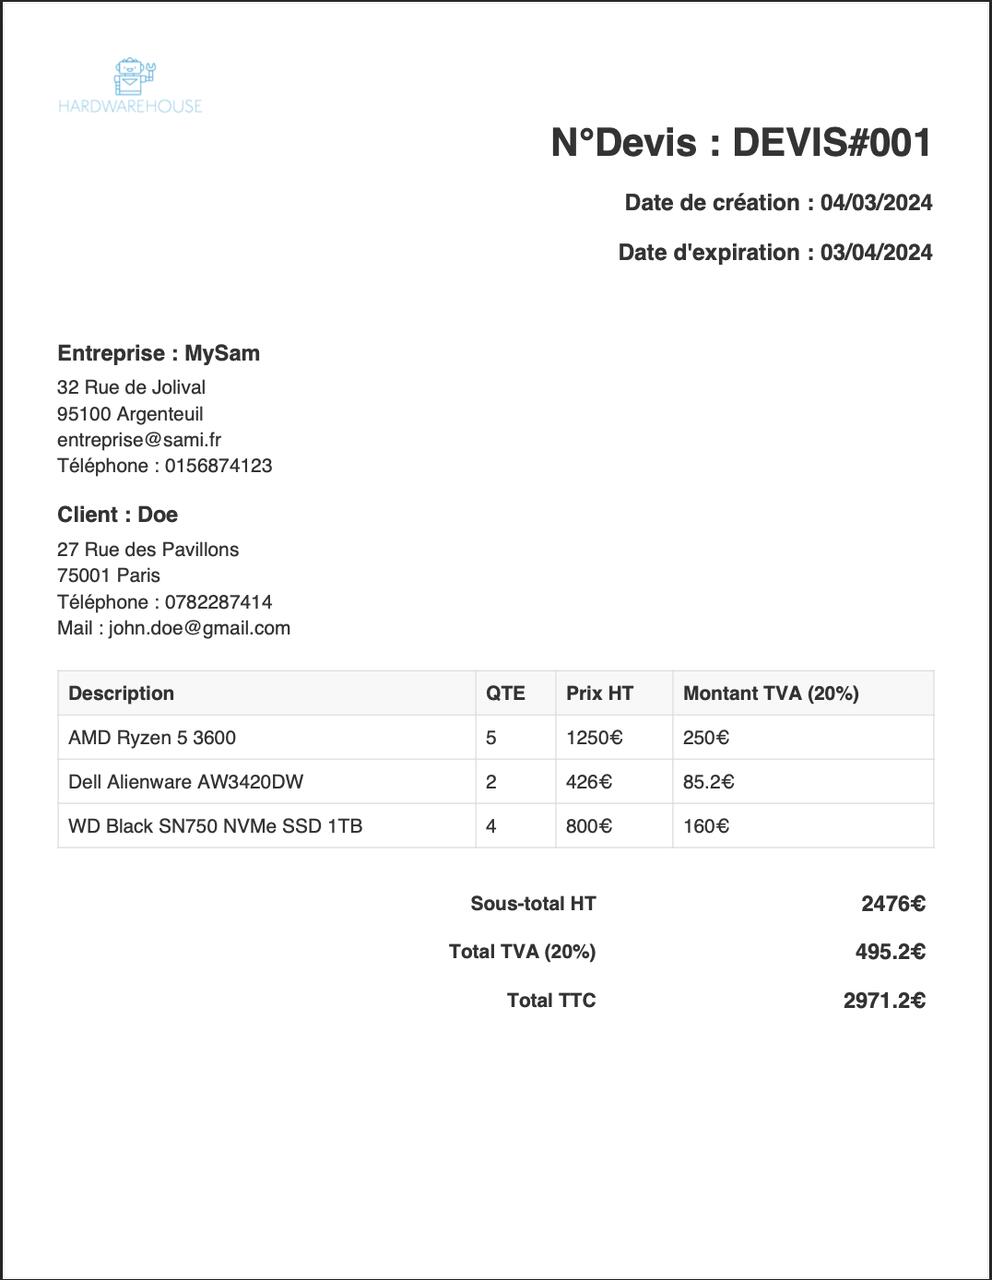 HARDWAREHOUSE
N°Devis : DEVIS#001
Date de création : 04/03/2024
Date d'expiration : 03/04/2024
Entreprise : MySam
32 Rue de Jolival
95100 Argenteuil
entreprise@sami.fr
Téléphone : 0156874123
Client : Doe
27 Rue des Pavillons
75001 Paris
Téléphone : 0782287414
Mail : john.doe@gmail.com
Description QTE Prix HT Montant TVA (20%)
AMD Ryzen 5 3600 5 1250€ 250€
Dell Alienware AW3420DW 2 426€ 85.2€
WD Black SN750 NVMe SSD 1TB 4 800€ 160€
Sous-total HT 2476€
Total TVA (20%) 495.2€
Total TTC 2971.2€